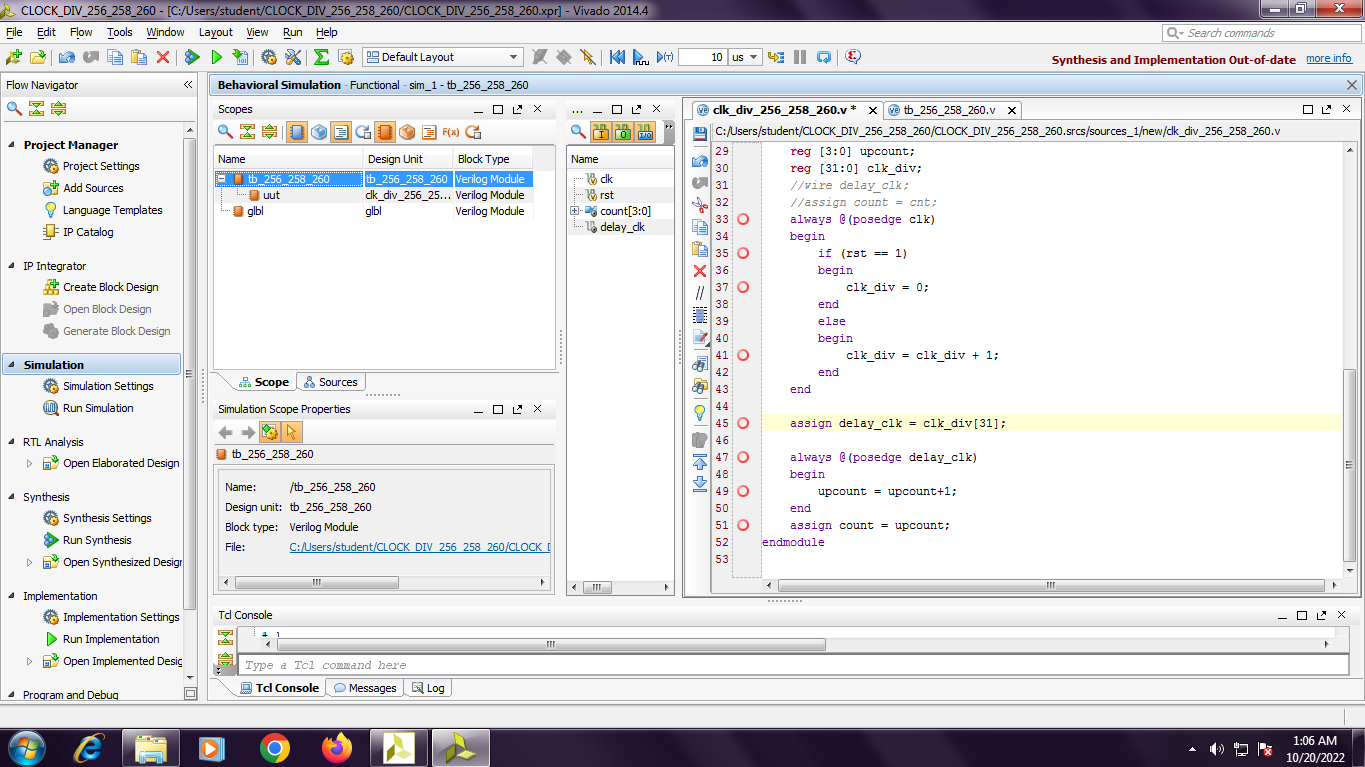 CLOCK_DIV_256_258_260 - [C:/Users/student/CLOCK_DIV_256_258_260/CLOCK_DIV_256_258_260.xpr] - Vivado 2014.4
File Edit Flow Tools Window Layout View Run Help
Search commands
Default Layout
10 us
Synthesis and Implementation Out-of-date more info
Flow Navigator
Project Manager
Project Settings
Add Sources
Language Templates
IP Catalog
IP Integrator
Create Block Design
Open Block Design
Generate Block Design
Simulation
Simulation Settings
Run Simulation
RTL Analysis
Open Elaborated Design
Synthesis
Synthesis Settings
Run Synthesis
Open Synthesized Design
Implementation
Implementation Settings
Run Implementation
Open Implemented Desig
Program and Debug
Behavioral Simulation - Functional - sim_1 - tb_256_258_260
Scopes
Name Design Unit Block Type
tb_256_258_260 tb_256_258_260 Verilog Module
uut clk_div_256_25... Verilog Module
glbl glbl Verilog Module
Scope Sources
Simulation Scope Properties
tb_256_258_260
Name: /tb_256_258_260
Design unit: tb_256_258_260
Block type: Verilog Module
File: C:/Users/student/CLOCK_DIV_256_258_260/CLOCK_D
...
Name
clk
rst
count[3:0]
delay_clk
clk_div_256_258_260.v * tb_256_258_260.v
C:/Users/student/CLOCK_DIV_256_258_260/CLOCK_DIV_256_258_260.srcs/sources_1/new/clk_div_256_258_260.v
29 reg [3:0] upcount;
30 reg [31:0] clk_div;
31 //wire delay_clk;
32 //assign count = cnt;
33 always @(posedge clk)
34 begin
35 if (rst == 1)
36 begin
37 clk_div = 0;
38 end
39 else
40 begin
41 clk_div = clk_div + 1;
42 end
43 end
44
45 assign delay_clk = clk_div[31];
46
47 always @(posedge delay_clk)
48 begin
49 upcount = upcount+1;
50 end
51 assign count = upcount;
52 endmodule
53
Tcl Console
Type a Tcl command here
Tcl Console Messages Log
1:06 AM
10/20/2022